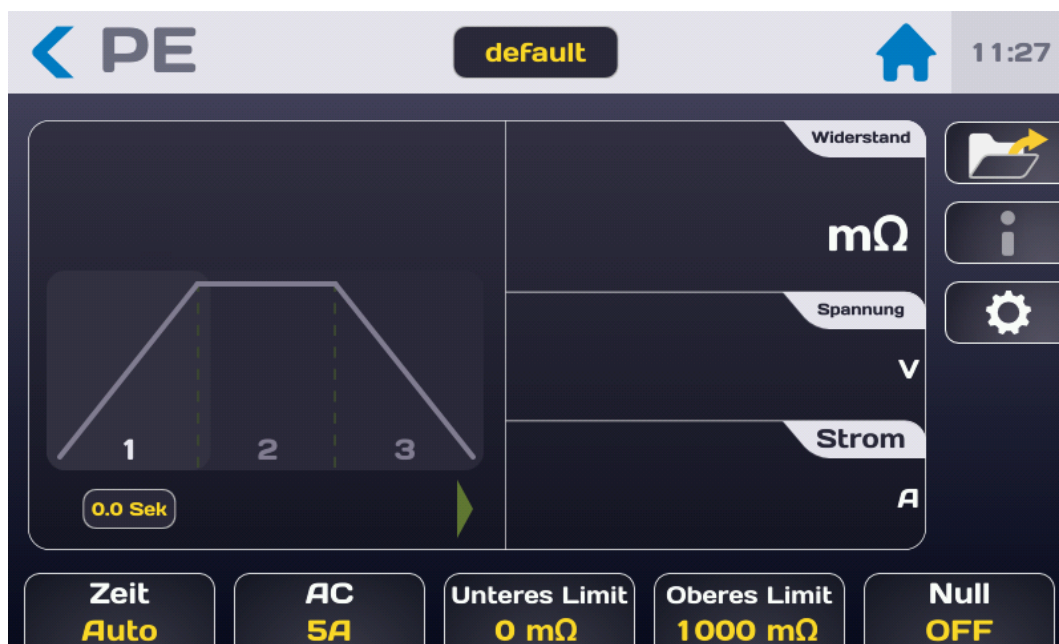 PE
default
11:27
Widerstand
mΩ
Spannung
V
Strom
A
1
2
3
0.0 Sek
Zeit
Auto
AC
5A
Unteres Limit
0 mΩ
Oberes Limit
1000 mΩ
Null
OFF